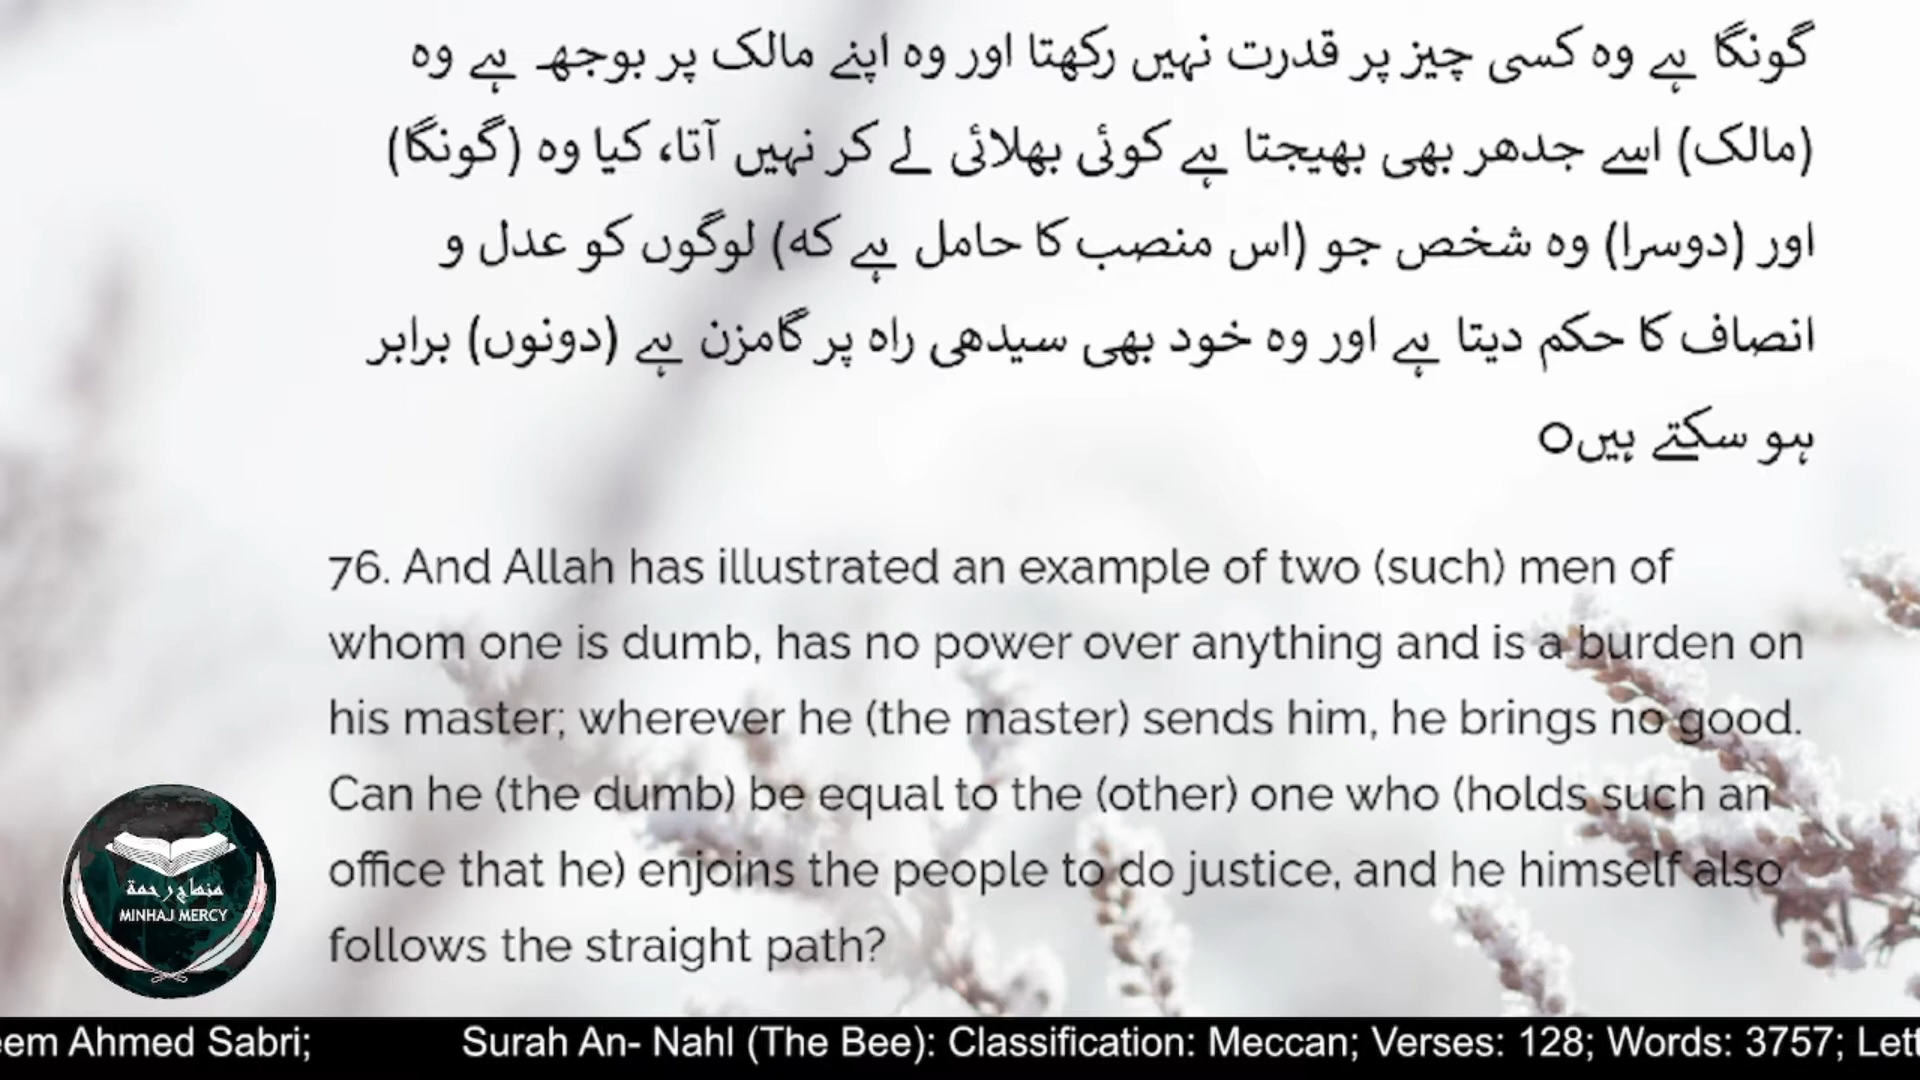 گونگا ہے وہ کسی چیز پر قدرت نہیں رکھتا اور وہ اپنے مالک پر بوجھ ہے وہ
(مالک) اسے جدھر بھی بھیجتا ہے کوئی بھلائی لے کر نہیں آتا، کیا وہ (گونگا)
اور (دوسرا) وہ شخص جو (اس منصب کا حامل ہے کہ) لوگوں کو عدل و
انصاف کا حکم دیتا ہے اور وہ خود بھی سیدھی راہ پر گامزن ہے (دونوں) برابر
ہو سکتے ہیں○
76. And Allah has illustrated an example of two (such) men of
whom one is dumb, has no power over anything and is a burden on
his master; wherever he (the master) sends him, he brings no good.
Can he (the dumb) be equal to the (other) one who (holds such an
office that he) enjoins the people to do justice, and he himself also
follows the straight path?
منهاج رحمة
MINHAJ MERCY
eem Ahmed Sabri; Surah An- Nahl (The Bee): Classification: Meccan; Verses: 128; Words: 3757; Lett